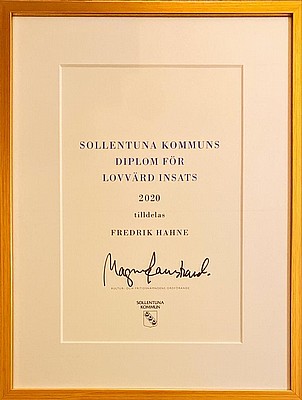 SOLLENTUNA KOMMUNS
DIPLOM FÖR
LOVVÄRD INSATS
2020
tilldelas
FREDRIK HAHNE
SOLLENTUNA
KOMMUN